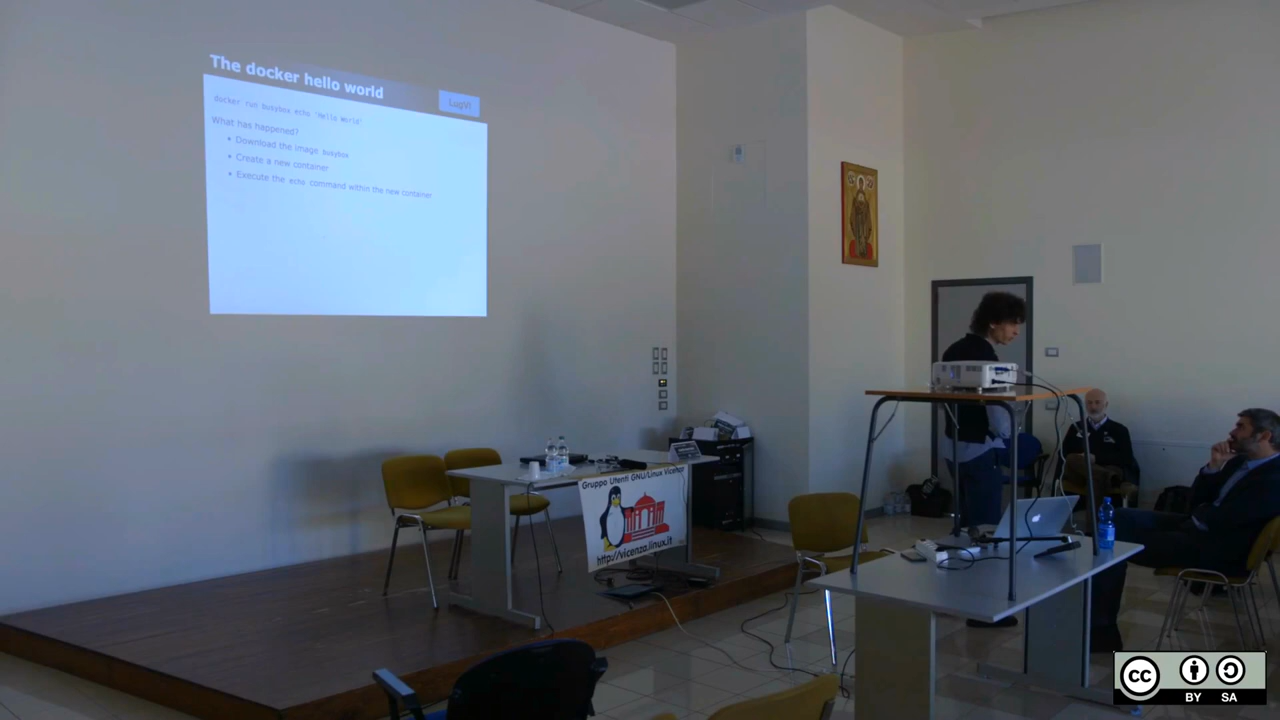 The docker hello world
LugVI
docker run busybox echo 'Hello World'
What has happened?
• Download the image busybox
• Create a new container
• Execute the echo command within the new container
Gruppo Utenti GNU/Linux Vicenza
http://vicenza.linux.it
cc
BY SA